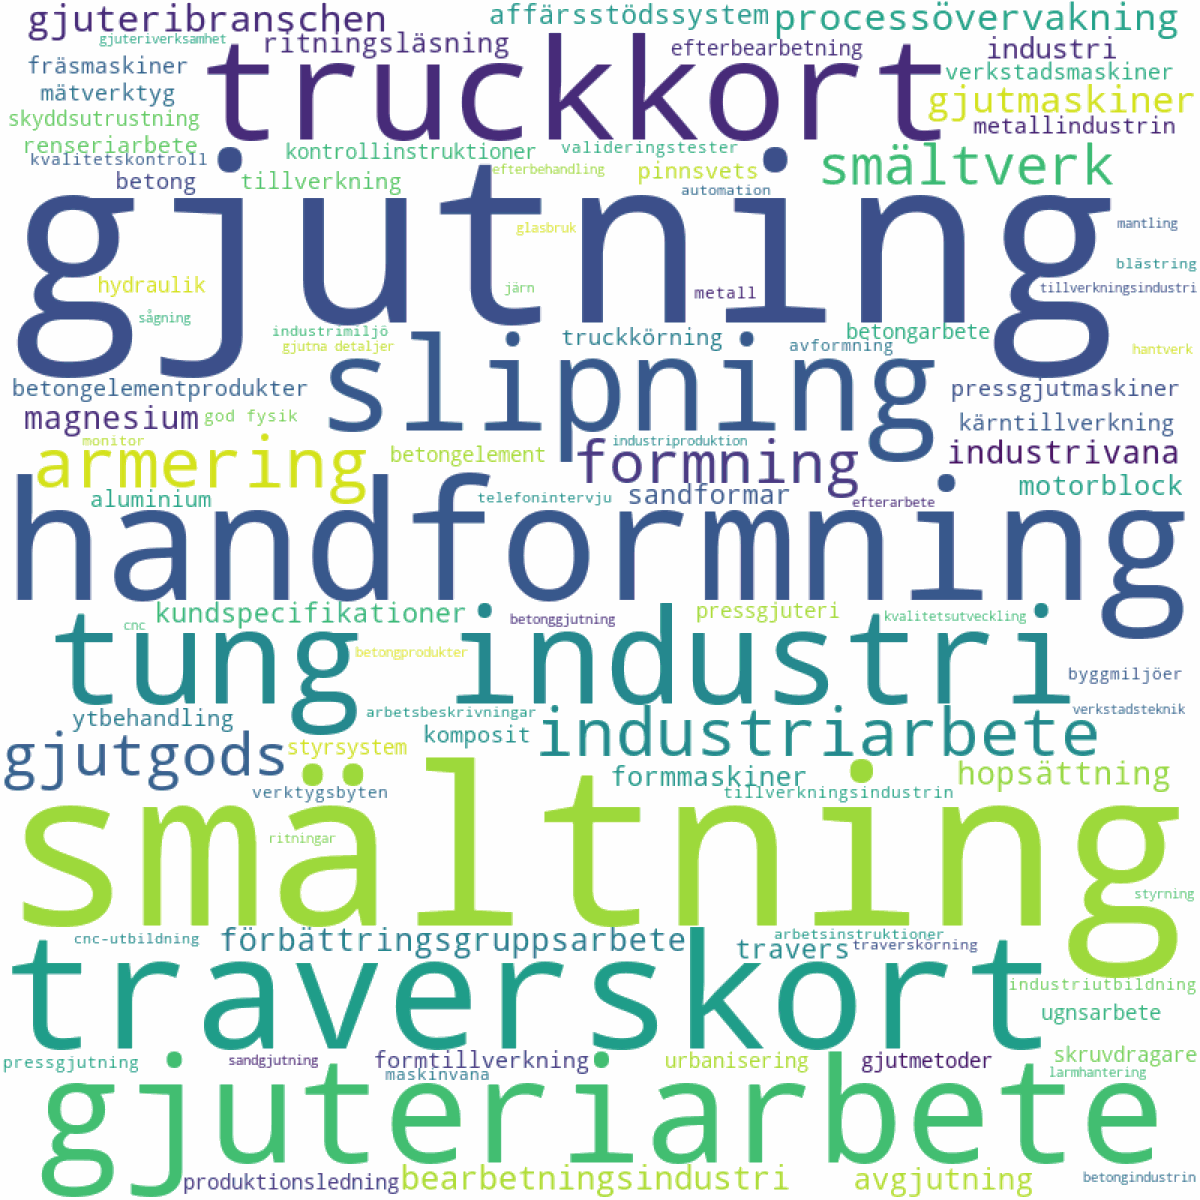 gjuteribranschen
affärsstödssystem
processövervakning
gjuteriverksamhet
ritningsläsning
efterbearbetning
industri
fräsmaskiner
truckkort
verkstadsmaskiner
mätverktyg
gjutmaskiner
skyddsutrustning
metallindustrin
renseriarbete
kontrollinstruktioner
valideringstester
kvalitetskontroll
efterbehandling
pinnsvets
smältverk
betong
tillverkning
automation
gjutning
glasbruk
mantling
blästring
hydraulik
järn
metall
tillverkningsindustri
sågning
industrimiljö
truckkörning
betongarbete
gjutna detaljer
avformning
hantverk
betongelementprodukter
slipning
pressgjutmaskiner
magnesium
god fysik
kärntillverkning
monitor
industriproduktion
armering
betongelement
formning
industrivana
aluminium
telefonintervju
sandformar
efterarbete
motorblock
handformning
kundspecifikationer
betonggjutning
pressgjuteri
kvalitetsutveckling
cnc
tung industri
betongprodukter
byggmiljöer
ytbehandling
arbetsbeskrivningar
verkstadsteknik
gjutgods
styrsystem
komposit
industriarbete
formmaskiner
hopsättning
verktygsbyten
tillverkningsindustrin
smältning
ritningar
styrning
cnc-utbildning
förbättringsgruppsarbete
arbetsinstruktioner
travers
traverskörning
traverskort
industriutbildning
ugnsarbete
pressgjutning
sandgjutning
formtillverkning
urbanisering
gjutmetoder
skruvdragare
maskinvana
larmhantering
gjuteriarbete
produktionsledning
bearbetningsindustri
avgjutning
betongindustrin